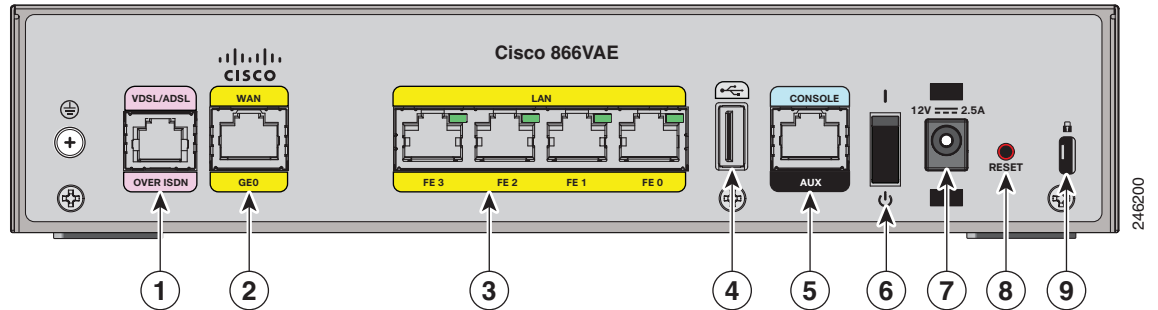 Cisco 866VAE
CISCO
VDSL/ADSL
WAN
LAN
CONSOLE
12V 2.5A
RESET
OVER ISDN
GE0
FE 3
FE 2
FE 1
FE 0
AUX
246200
1
2
3
4
5
6
7
8
9